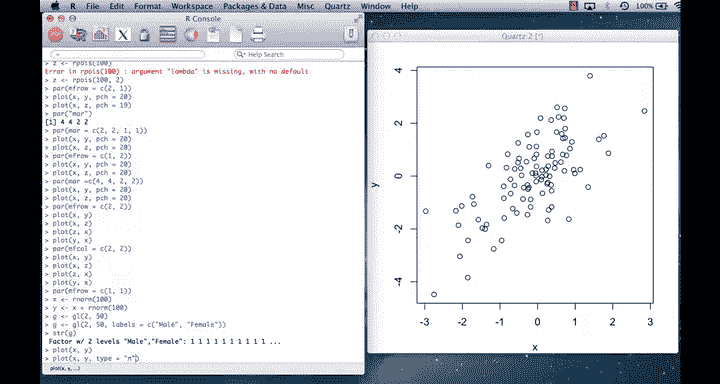 R File Edit Format Workspace Packages & Data Misc Quartz Window Help 100%
R Console
Help Search
> z <- rpois(100)
Error in rpois(100) : argument "lambda" is missing, with no default
> z <- rpois(100, 2)
> par(mfrow = c(2, 1))
> plot(x, y, pch = 20)
> plot(x, z, pch = 19)
> par("mar")
[1] 4 4 2 2
> par(mar = c(2, 2, 1, 1))
> plot(x, y, pch = 20)
> plot(x, z, pch = 20)
> par(mfrow = c(1, 2))
> plot(x, y, pch = 20)
> plot(x, z, pch = 20)
> par(mar =c(4, 4, 2, 2))
> plot(x, y, pch = 20)
> plot(x, z, pch = 20)
> par(mfrow = c(2, 2))
> plot(x, y)
> plot(x, z)
> plot(z, x)
> plot(y, x)
> par(mfcol = c(2, 2))
> plot(x, y)
> plot(x, z)
> plot(z, x)
> plot(y, x)
> par(mfrow = c(1, 1))
> x <- rnorm(100)
> y <- x + rnorm(100)
> g <- gl(2, 50)
> g <- gl(2, 50, labels = c("Male", "Female"))
> str(g)
Factor w/ 2 levels "Male","Female": 1 1 1 1 1 1 1 1 1 1 ...
> plot(x, y)
> plot(x, y, type = "n")
plot(x, y, ...)
Quartz 2 [*]
4
2
0
-2
-4
y
-3 -2 -1 0 1 2 3
x